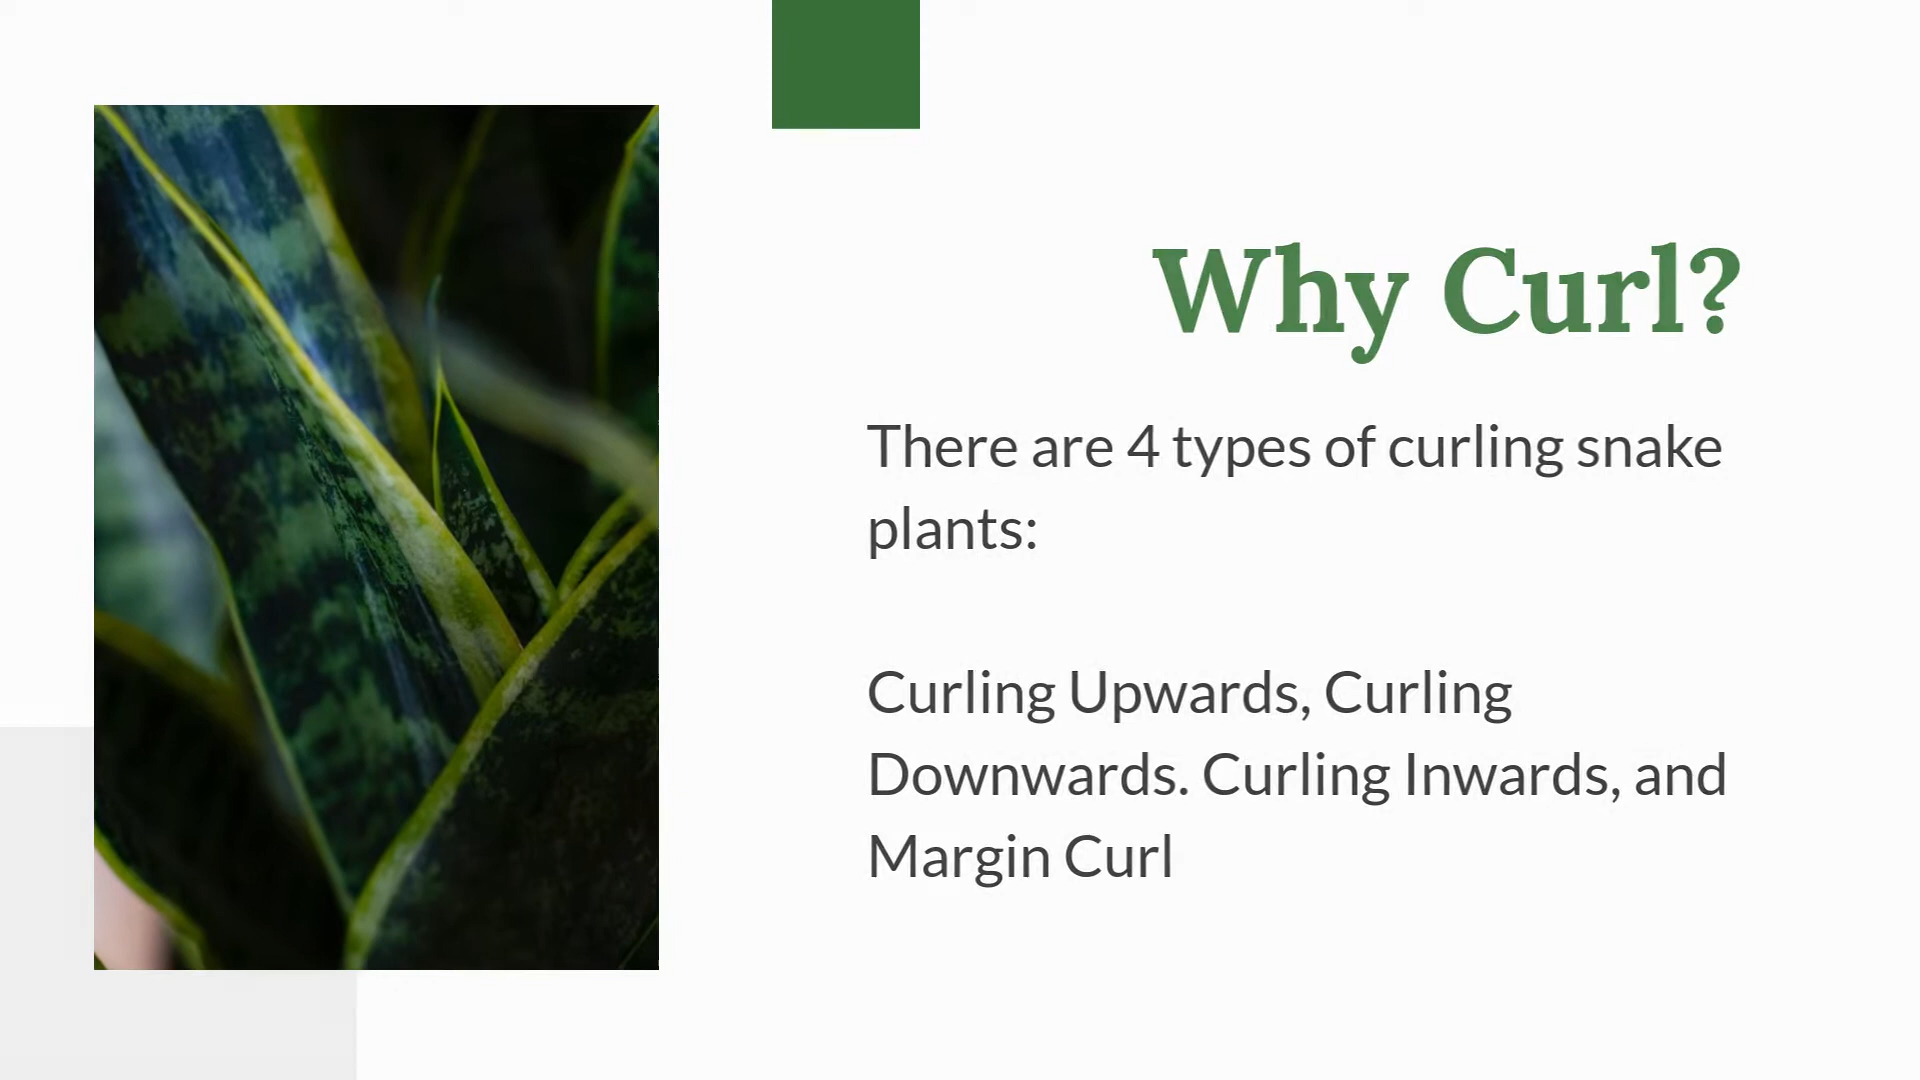 Why Curl?
There are 4 types of curling snake
plants:
Curling Upwards, Curling
Downwards. Curling Inwards, and
Margin Curl